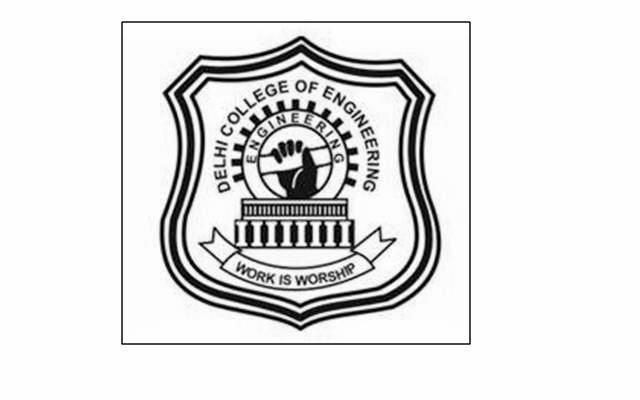 DELHI COLLEGE OF ENGINEERING
ENGINEERING
WORK IS WORSHIP